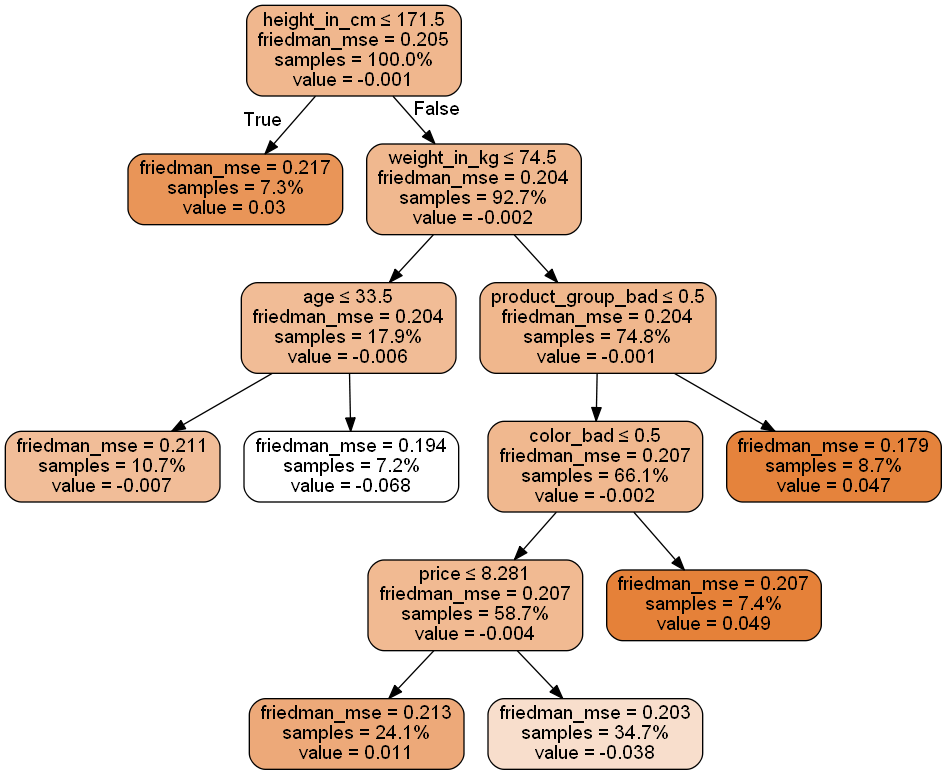 height_in_cm ≤ 171.5
friedman_mse = 0.205
samples = 100.0%
value = -0.001
True
False
friedman_mse = 0.217
samples = 7.3%
value = 0.03
weight_in_kg ≤ 74.5
friedman_mse = 0.204
samples = 92.7%
value = -0.002
age ≤ 33.5
friedman_mse = 0.204
samples = 17.9%
value = -0.006
product_group_bad ≤ 0.5
friedman_mse = 0.204
samples = 74.8%
value = -0.001
friedman_mse = 0.211
samples = 10.7%
value = -0.007
friedman_mse = 0.194
samples = 7.2%
value = -0.068
color_bad ≤ 0.5
friedman_mse = 0.207
samples = 66.1%
value = -0.002
friedman_mse = 0.179
samples = 8.7%
value = 0.047
price ≤ 8.281
friedman_mse = 0.207
samples = 58.7%
value = -0.004
friedman_mse = 0.207
samples = 7.4%
value = 0.049
friedman_mse = 0.213
samples = 24.1%
value = 0.011
friedman_mse = 0.203
samples = 34.7%
value = -0.038